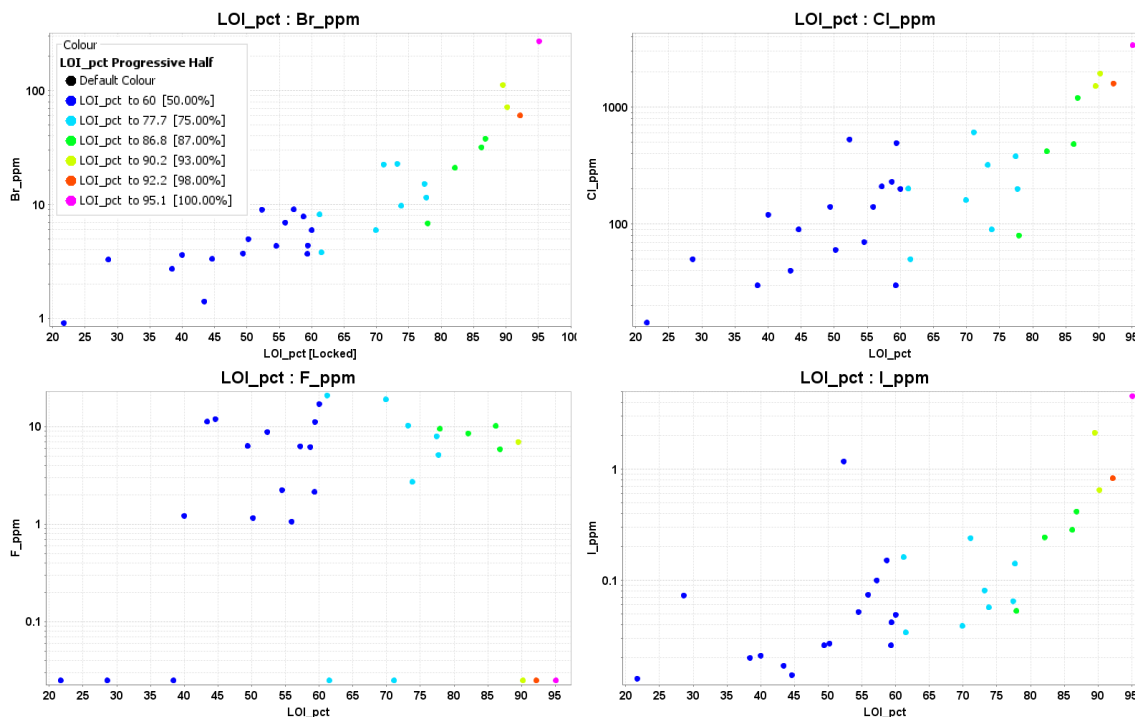 LOI_pct : Br_ppm
Colour
LOI_pct Progressive Half
Default Colour
LOI_pct to 60 [50.00%]
LOI_pct to 77.7 [75.00%]
LOI_pct to 86.8 [87.00%]
LOI_pct to 90.2 [93.00%]
LOI_pct to 92.2 [98.00%]
LOI_pct to 95.1 [100.00%]
Br_ppm
100
10
1
20 25 30 35 40 45 50 55 60 65 70 75 80 85 90 95 100
LOI_pct [Locked]
LOI_pct : Cl_ppm
Cl_ppm
1000
100
20 25 30 35 40 45 50 55 60 65 70 75 80 85 90 95
LOI_pct
LOI_pct : F_ppm
F_ppm
10
1
0.1
20 25 30 35 40 45 50 55 60 65 70 75 80 85 90 95
LOI_pct
LOI_pct : I_ppm
I_ppm
1
0.1
20 25 30 35 40 45 50 55 60 65 70 75 80 85 90 95
LOI_pct